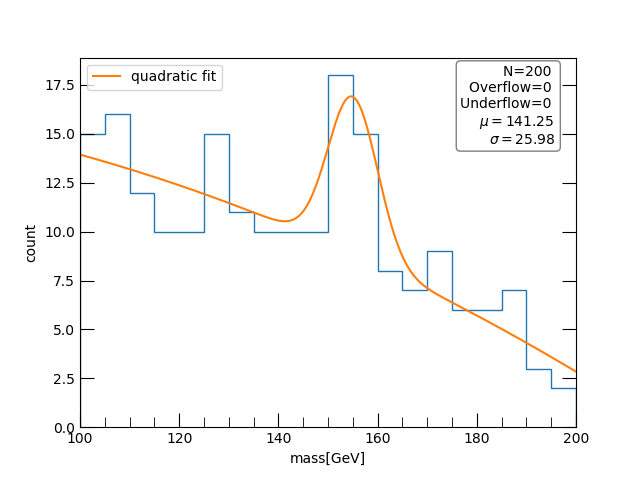 quadratic fit
N=200
Overflow=0
Underflow=0
μ = 141.25
σ = 25.98
count
17.5
15.0
12.5
10.0
7.5
5.0
2.5
0.0
100 120 140 160 180 200
mass[GeV]